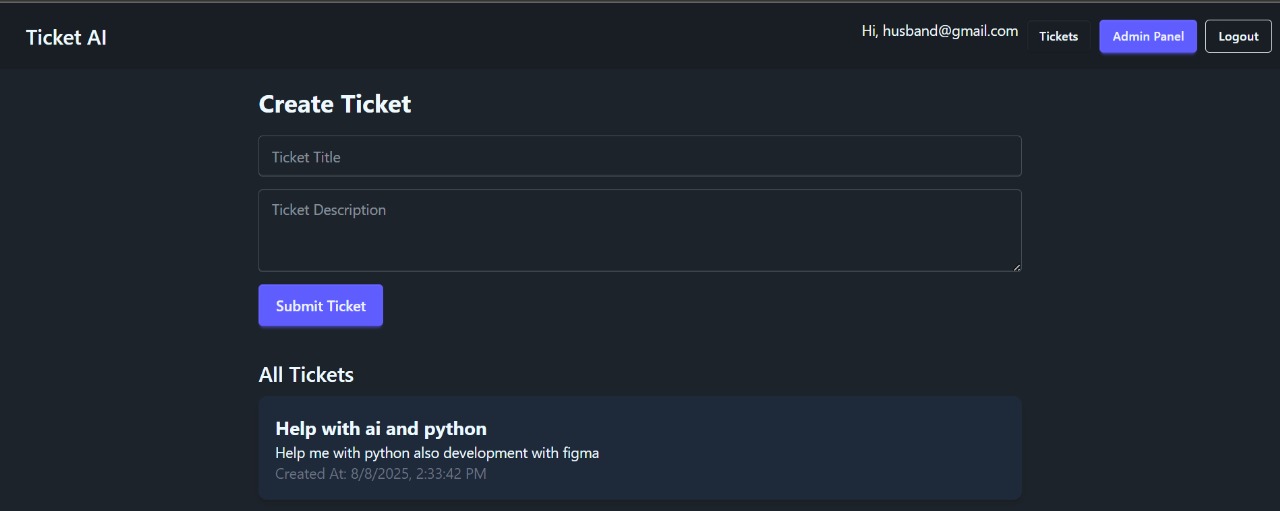 Ticket AI
Hi, husband@gmail.com Tickets Admin Panel Logout
Create Ticket
Ticket Title
Ticket Description
Submit Ticket
All Tickets
Help with ai and python
Help me with python also development with figma
Created At: 8/8/2025, 2:33:42 PM